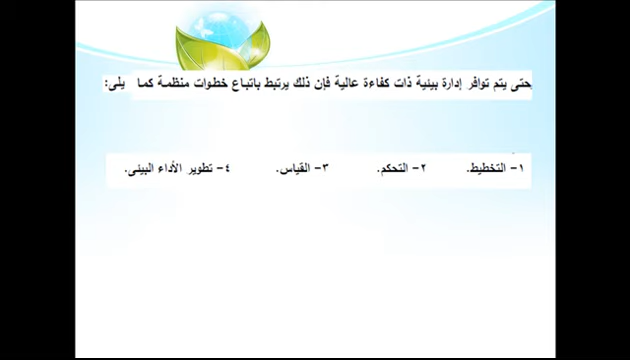 وحتى يتم توافر إدارة بيئية ذات كفاءة عالية فإن ذلك يرتبط باتباع خطوات منظمة كما يلى:
١- التخطيط. ٢- التحكم. ٣- القياس. ٤- تطوير الأداء البيئى.